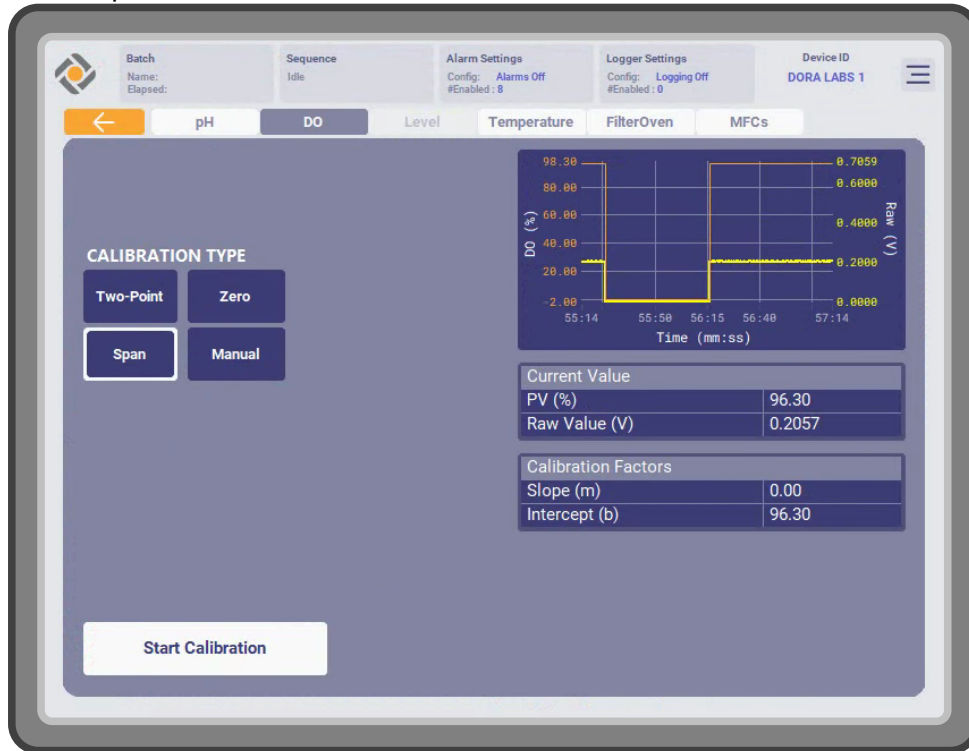 Batch
Name:
Elapsed:
Sequence
Idle
Alarm Settings
Config: Alarms Off
#Enabled : 8
Logger Settings
Config: Logging Off
#Enabled : 0
Device ID
DORA LABS 1
pH
DO
Level
Temperature
FilterOven
MFCs
CALIBRATION TYPE
Two-Point
Zero
Span
Manual
Start Calibration
DO (%)
98.30
80.00
60.00
40.00
20.00
-2.00
0.7059
0.6000
0.4000
0.2000
0.0000
Raw (V)
55:14 55:50 56:15 56:40 57:14
Time (mm:ss)
Current Value
PV (%) 96.30
Raw Value (V) 0.2057
Calibration Factors
Slope (m) 0.00
Intercept (b) 96.30